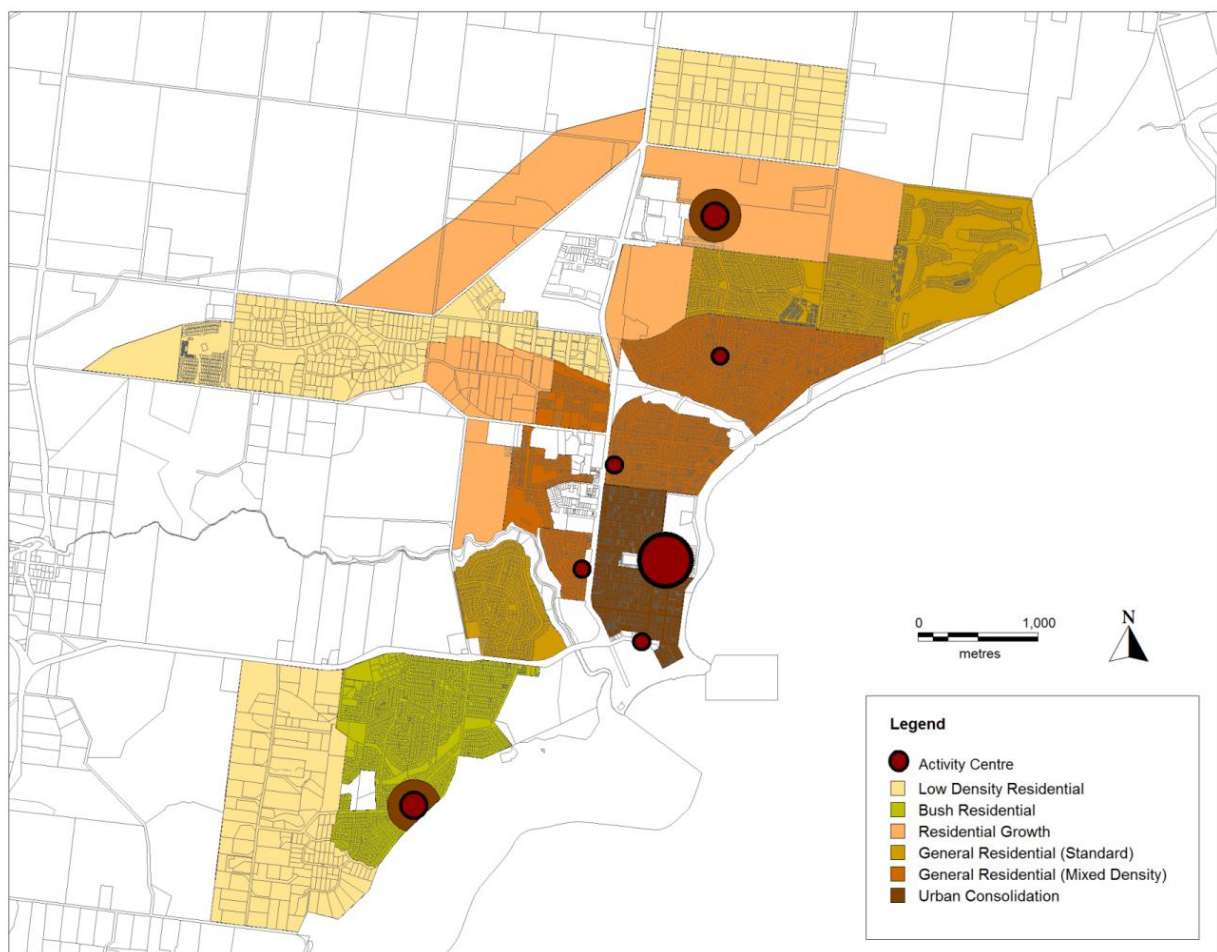 0 1,000
metres
N
Legend
Activity Centre
Low Density Residential
Bush Residential
Residential Growth
General Residential (Standard)
General Residential (Mixed Density)
Urban Consolidation